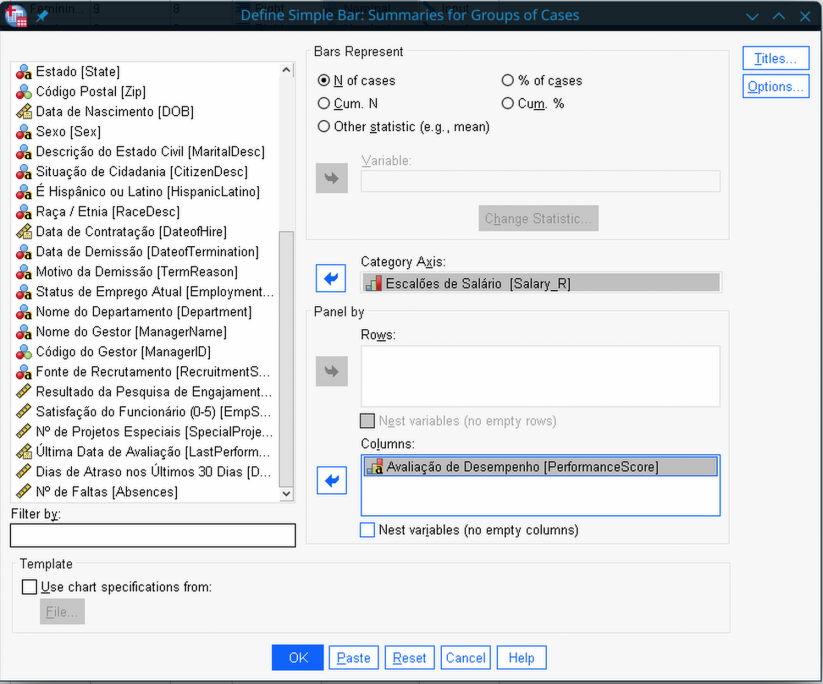 Define Simple Bar: Summaries for Groups of Cases
Estado [State]
Código Postal [Zip]
Data de Nascimento [DOB]
Sexo [Sex]
Descrição do Estado Civil [MaritalDesc]
Situação de Cidadania [CitizenDesc]
É Hispânico ou Latino [HispanicLatino]
Raça / Etnia [RaceDesc]
Data de Contratação [DateofHire]
Data de Demissão [DateofTermination]
Motivo da Demissão [TermReason]
Status de Emprego Atual [Employment...
Nome do Departamento [Department]
Nome do Gestor [ManagerName]
Código do Gestor [ManagerID]
Fonte de Recrutamento [RecruitmentS...
Resultado da Pesquisa de Engajament...
Satisfação do Funcionário (0-5) [EmpS...
Nº de Projetos Especiais [SpecialProje...
Última Data de Avaliação [LastPerform...
Dias de Atraso nos Últimos 30 Dias [D...
Nº de Faltas [Absences]
Filter by:
Bars Represent
N of cases
% of cases
Cum. N
Cum. %
Other statistic (e.g., mean)
Variable:
Change Statistic...
Category Axis:
Escalões de Salário [Salary_R]
Panel by
Rows:
Nest variables (no empty rows)
Columns:
Avaliação de Desempenho [PerformanceScore]
Nest variables (no empty columns)
Titles...
Options...
Template
Use chart specifications from:
File...
OK
Paste
Reset
Cancel
Help